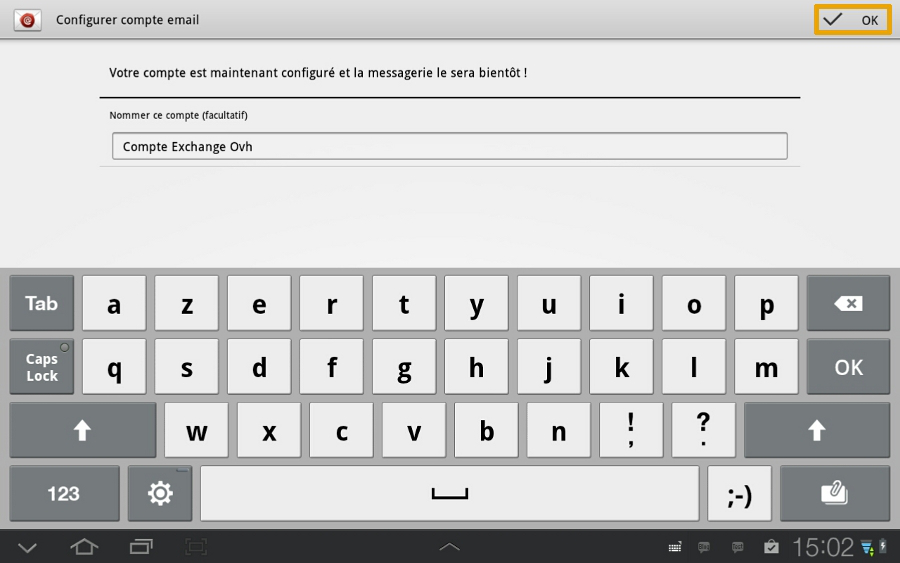 Configurer compte email
OK
Votre compte est maintenant configuré et la messagerie le sera bientôt !
Nommer ce compte (facultatif)
Compte Exchange Ovh
Tab a z e r t y u i o p
Caps Lock q s d f g h j k l m OK
w x c v b n ! , ? .
123 ;-)
15:02